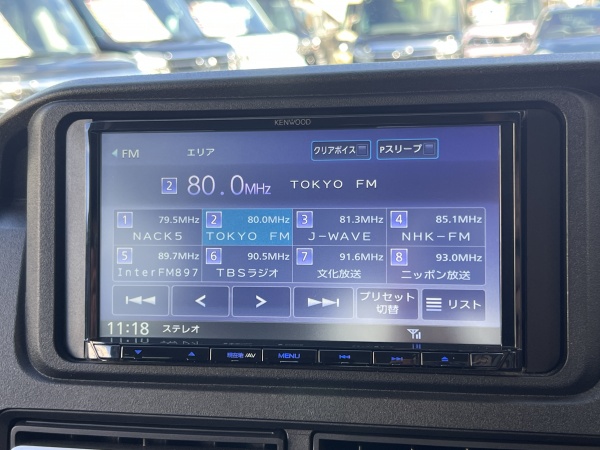 KENWOOD
FM エリア クリアボイス Pスリープ
2 80.0MHz TOKYO FM
1 79.5MHz 2 80.0MHz 3 81.3MHz 4 85.1MHz
NACK5 TOKYO FM J-WAVE NHK-FM
5 89.7MHz 6 90.5MHz 7 91.6MHz 8 93.0MHz
InterFM897 TBSラジオ 文化放送 ニッポン放送
プリセット
切替 リスト
11:18 ステレオ
現在地/AV MENU